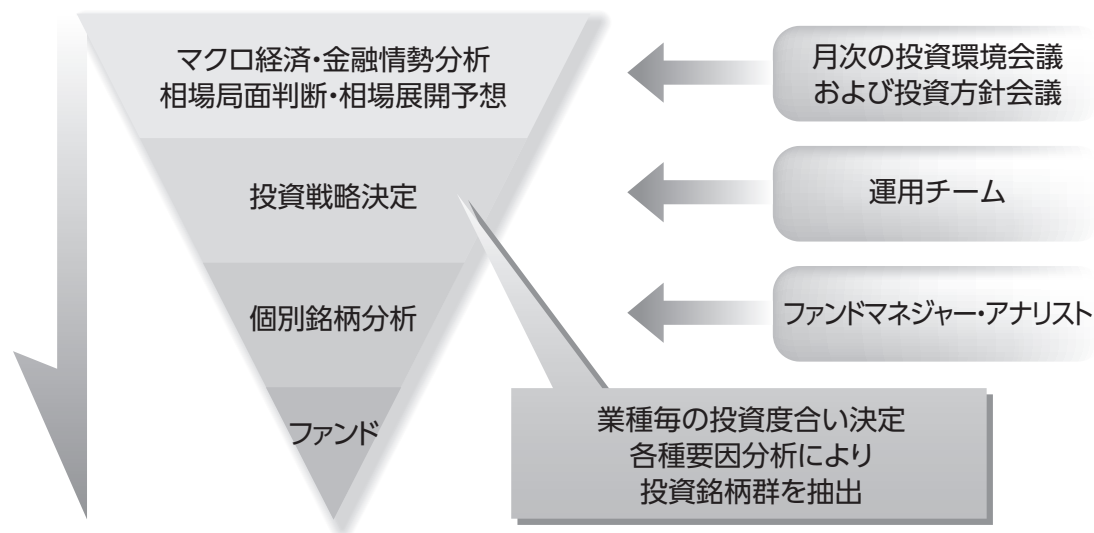 マクロ経済・金融情勢分析
相場局面判断・相場展開予想
月次の投資環境会議
および投資方針会議
投資戦略決定
運用チーム
個別銘柄分析
ファンドマネジャー・アナリスト
ファンド
業種毎の投資度合い決定
各種要因分析により
投資銘柄群を抽出